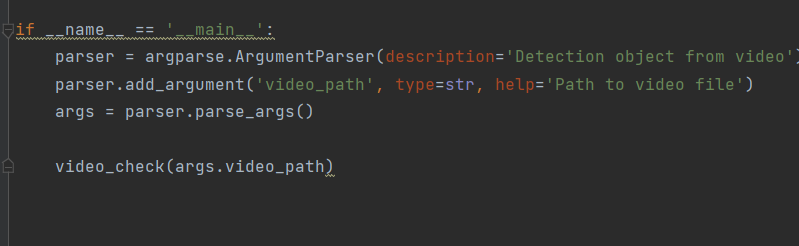 if __name__ == '__main__':
    parser = argparse.ArgumentParser(description='Detection object from video')
    parser.add_argument('video_path', type=str, help='Path to video file')
    args = parser.parse_args()
    video_check(args.video_path)